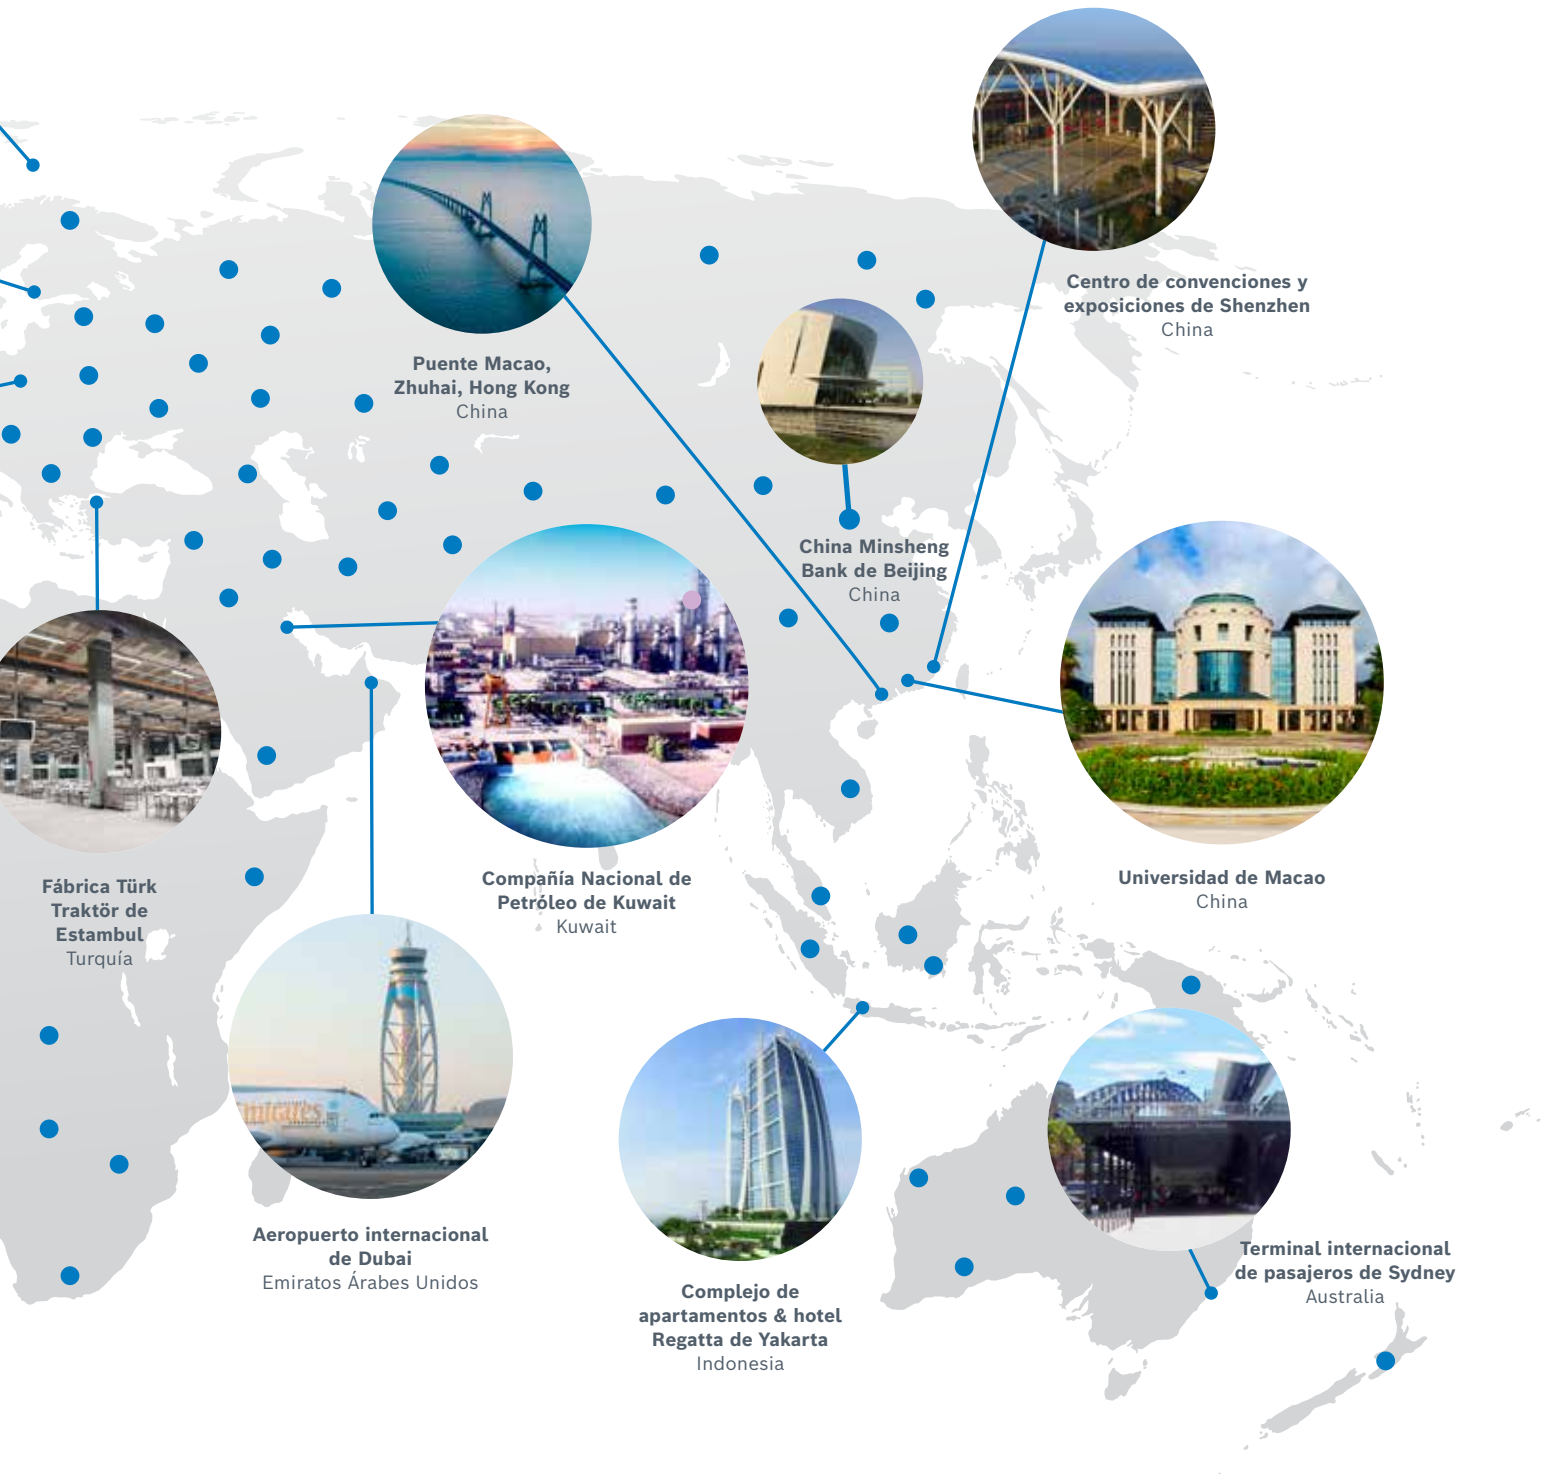 Centro de convenciones y
exposiciones de Shenzhen
China
Puente Macao,
Zhuhai, Hong Kong
China
China Minsheng
Bank de Beijing
China
Compañía Nacional de
Petróleo de Kuwait
Kuwait
Universidad de Macao
China
Fábrica Türk
Traktör de
Estambul
Turquía
Emirates
Aeropuerto internacional
de Dubai
Emiratos Árabes Unidos
Complejo de
apartamentos & hotel
Regatta de Yakarta
Indonesia
Terminal internacional
de pasajeros de Sydney
Australia